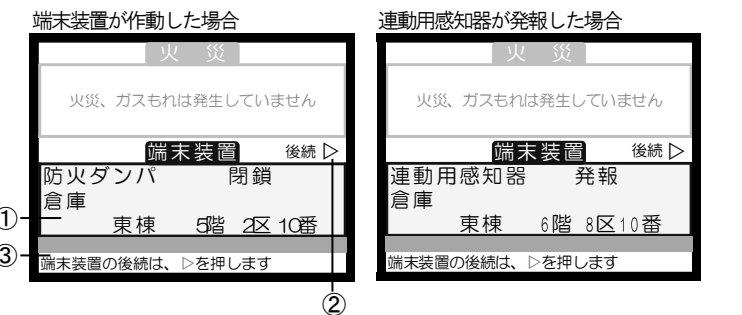 端末装置が作動した場合
火 災
火災、ガスもれは発生していません
端末装置 後続 ▷
防火ダンパ 閉鎖
倉庫
東棟 5階 2区 10番
端末装置の後続は、▷を押します
①
②
③
連動用感知器が発報した場合
火 災
火災、ガスもれは発生していません
端末装置 後続 ▷
連動用感知器 発報
倉庫
東棟 6階 8区10番
端末装置の後続は、▷を押します